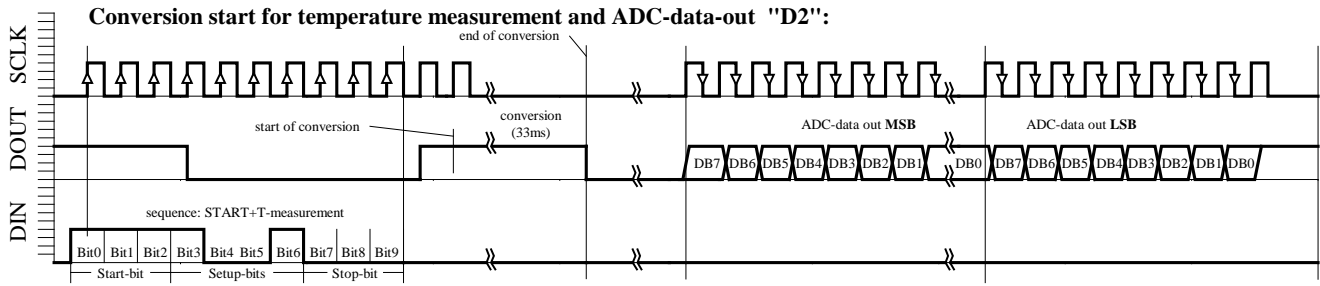 Conversion start for temperature measurement and ADC-data-out "D2":
end of conversion
SCLK
DOUT
start of conversion
conversion
(33ms)
ADC-data out MSB
ADC-data out LSB
DB7 DB6 DB5 DB4 DB3 DB2 DB1 DB0 DB7 DB6 DB5 DB4 DB3 DB2 DB1 DB0
DIN
sequence: START+T-measurement
Bit0 Bit1 Bit2 Bit3 Bit4 Bit5 Bit6 Bit7 Bit8 Bit9
Start-bit Setup-bits Stop-bit